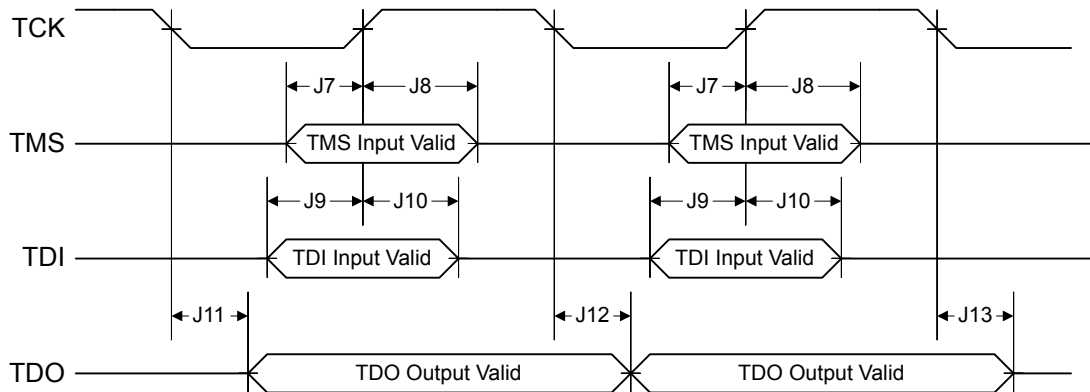 TCK
J7 J8 J7 J8
TMS TMS Input Valid TMS Input Valid
J9 J10 J9 J10
TDI TDI Input Valid TDI Input Valid
J11 J12 J13
TDO TDO Output Valid TDO Output Valid